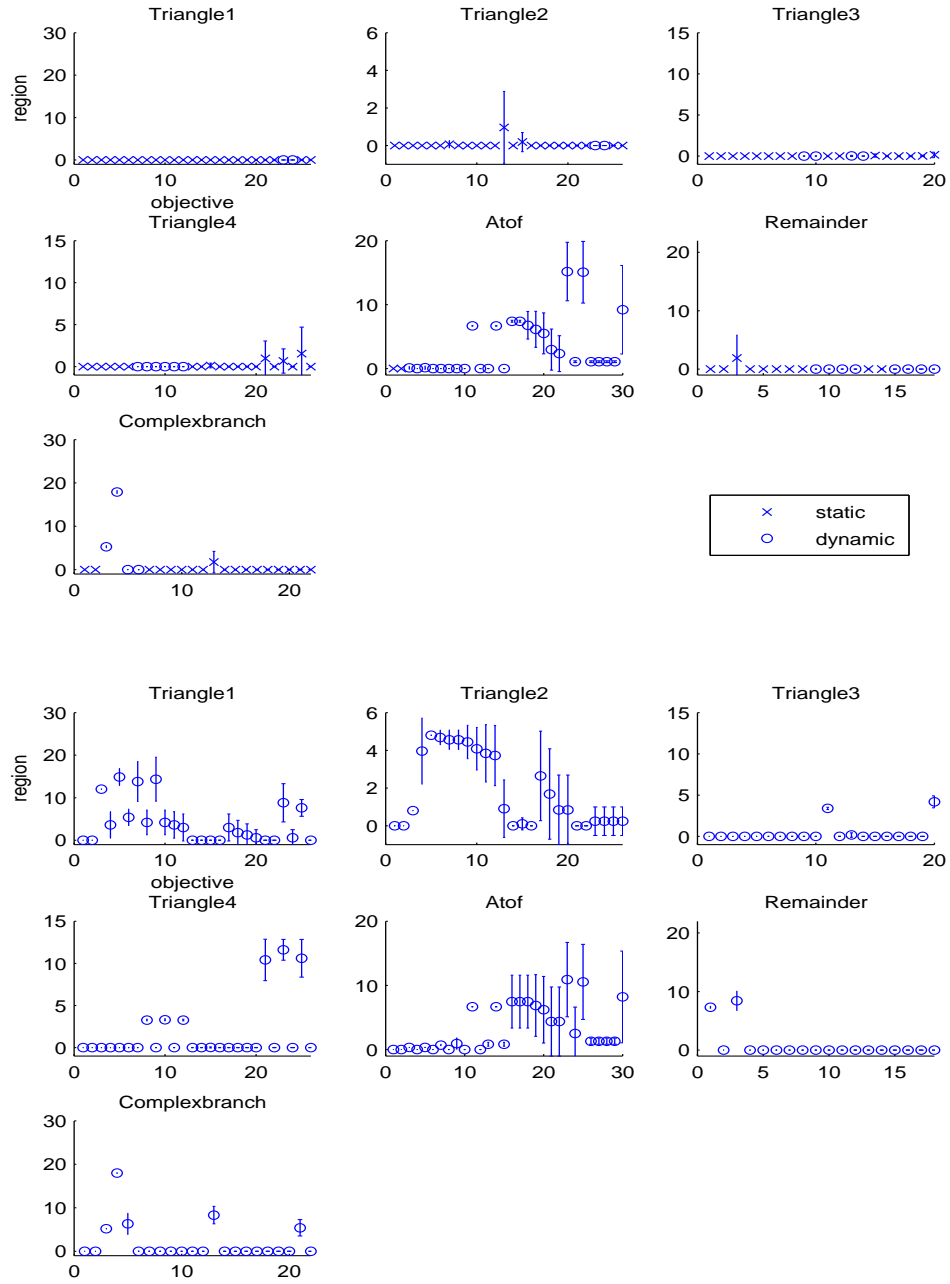 Triangle1 Triangle2 Triangle3
30 6 15
20 4 10
10 2 5
0 0 0
region
0 10 20 0 10 20 0 10 20
objective
Triangle4 Atof Remainder
15 20 20
10 10 10
5
0 0 0
0 10 20 0 10 20 30 0 5 10 15
Complexbranch
30
20
10
0
0 10 20
static
dynamic
Triangle1 Triangle2 Triangle3
30 6 15
20 4 10
10 2 5
0 0 0
region
0 10 20 0 10 20 0 10 20
objective
Triangle4 Atof Remainder
15 20 20
10 10 10
5
0 0 0
0 10 20 0 10 20 30 0 5 10 15
Complexbranch
30
20
10
0
0 10 20